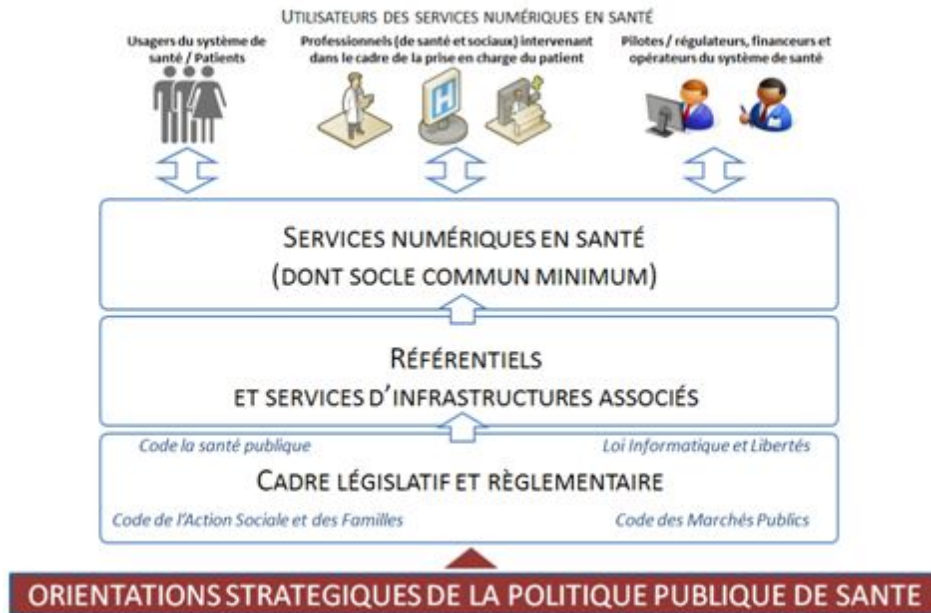 UTILISATEURS DES SERVICES NUMÉRIQUES EN SANTÉ
Usagers du système de
santé / Patients
Professionnels (de santé et sociaux) intervenant
dans le cadre de la prise en charge du patient
Pilotes / régulateurs, financeurs et
opérateurs du système de santé
H
SERVICES NUMÉRIQUES EN SANTÉ
(DONT SOCLE COMMUN MINIMUM)
RÉFÉRENTIELS
ET SERVICES D'INFRASTRUCTURES ASSOCIÉS
Code la santé publique
Loi Informatique et Libertés
CADRE LÉGISLATIF ET RÈGLEMENTAIRE
Code de l'Action Sociale et des Familles
Code des Marchés Publics
ORIENTATIONS STRATEGIQUES DE LA POLITIQUE PUBLIQUE DE SANTE